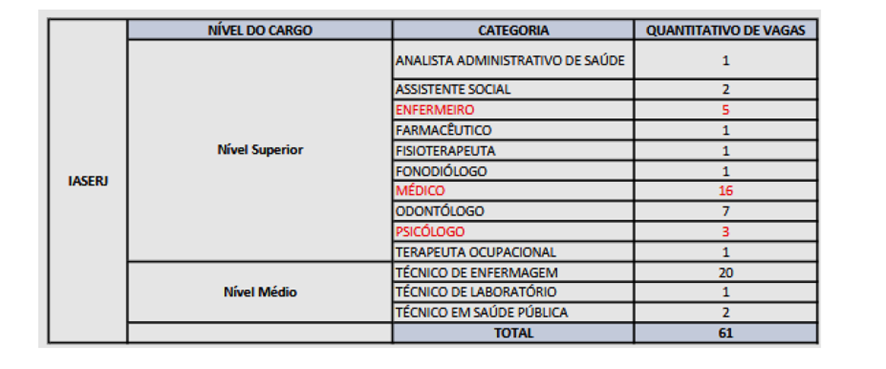 NÍVEL DO CARGO CATEGORIA QUANTITATIVO DE VAGAS
IASERJ
Nível Superior
ANALISTA ADMINISTRATIVO DE SAÚDE 1
ASSISTENTE SOCIAL 2
ENFERMEIRO 5
FARMACÊUTICO 1
FISIOTERAPEUTA 1
FONODIÓLOGO 1
MÉDICO 16
ODONTÓLOGO 7
PSICÓLOGO 3
TERAPEUTA OCUPACIONAL 1
Nível Médio
TÉCNICO DE ENFERMAGEM 20
TÉCNICO DE LABORATÓRIO 1
TÉCNICO EM SAÚDE PÚBLICA 2
TOTAL 61